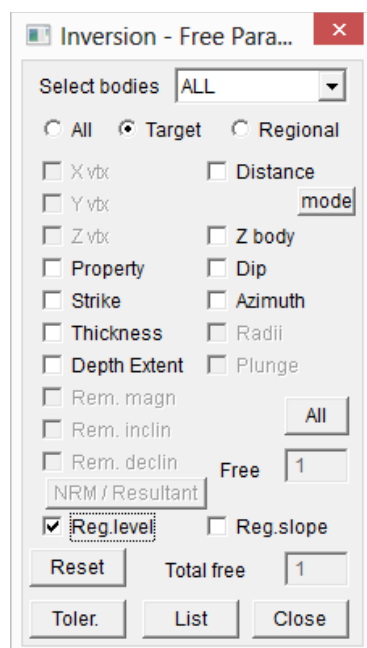 Inversion - Free Para...
Select bodies ALL
All Target Regional
X vtx Distance
Y vtx mode
Z vtx Z body
Property Dip
Strike Azimuth
Thickness Radii
Depth Extent Plunge
Rem. magn
All
Rem. inclin
Rem. declin Free 1
NRM / Resultant
Reg.level Reg.slope
Reset Total free 1
Toler. List Close